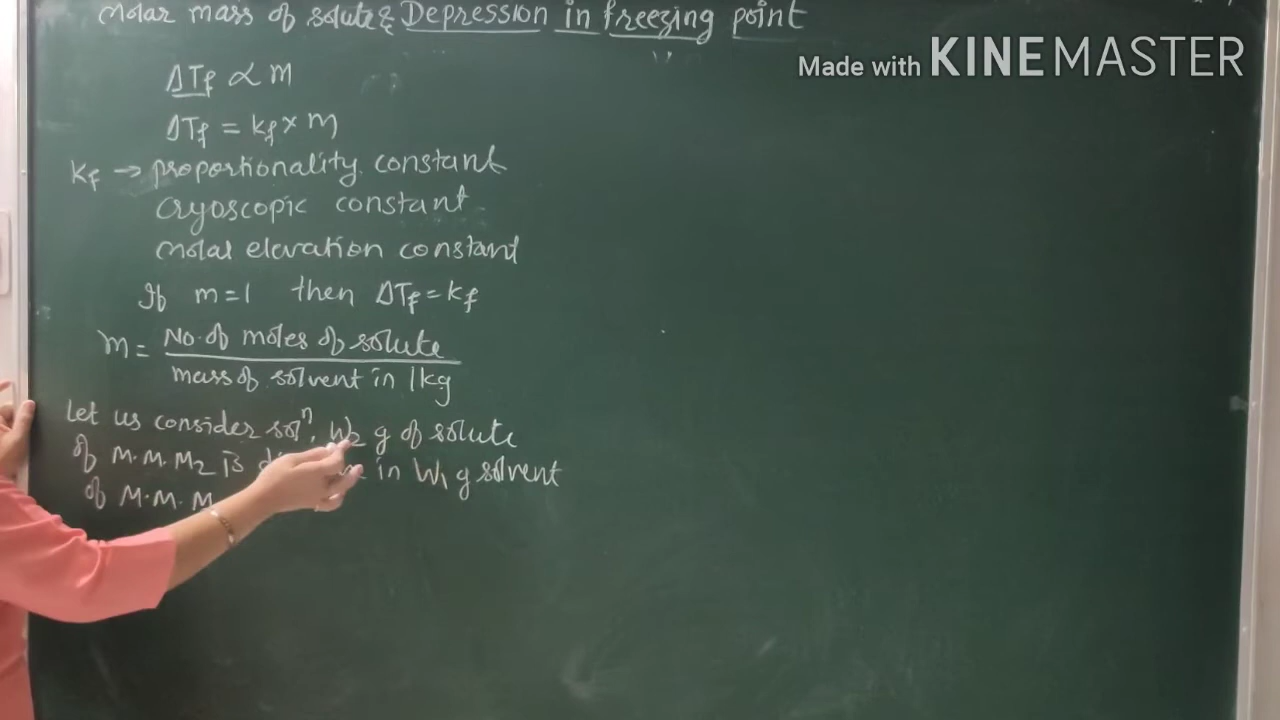 Molar mass of solute & Depression in freezing point
Made with KINEMASTER
ΔTf ∝ m
ΔTf = kf × m
Kf → proportionality constant
cryoscopic constant
molar elevation constant
If m=1 then ΔTf = kf
m = No. of moles of solute
mass of solvent in 1kg
Let us consider solⁿ, W₂ g of solute
of M.M. M₂ is in W₁ g solvent
of M.M. M